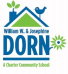 William W. & Josephine
DORN
A Charter Community School